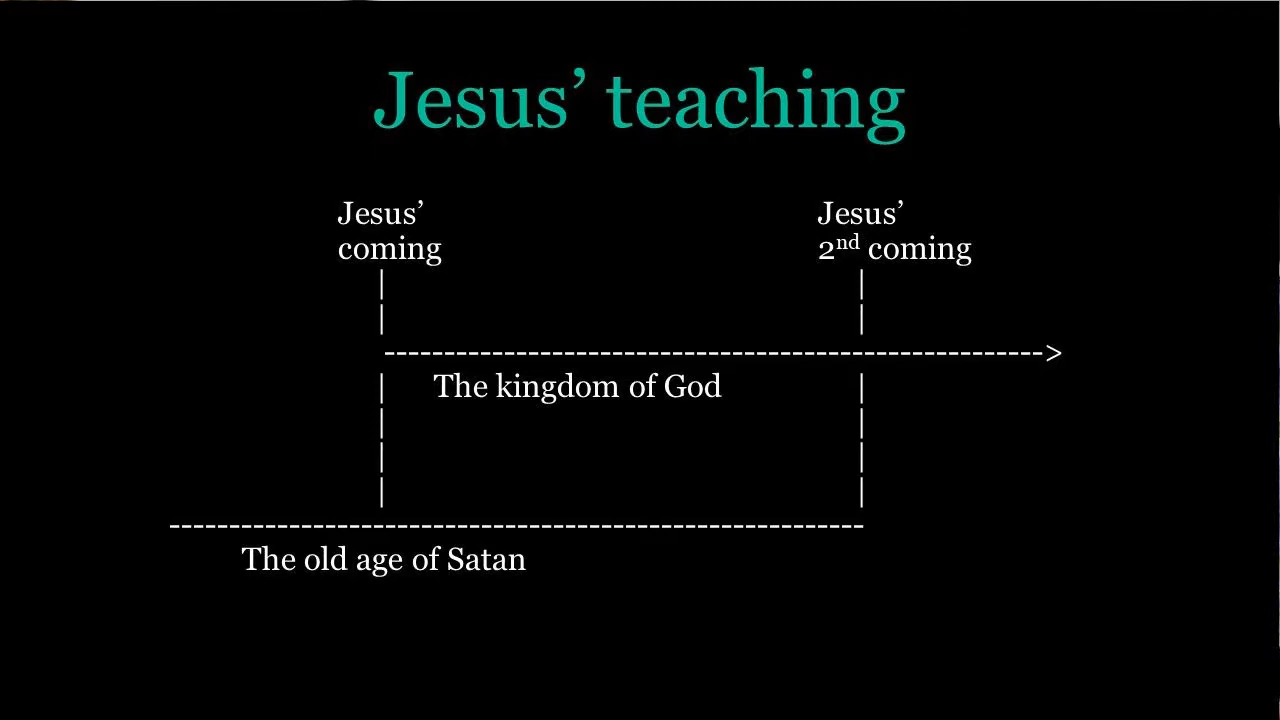 Jesus’ teaching
Jesus’ Jesus’
coming 2nd coming
| |
| |
------------------------------------------------------->
| The kingdom of God |
| |
| |
| |
----------------------------------------------------------
The old age of Satan